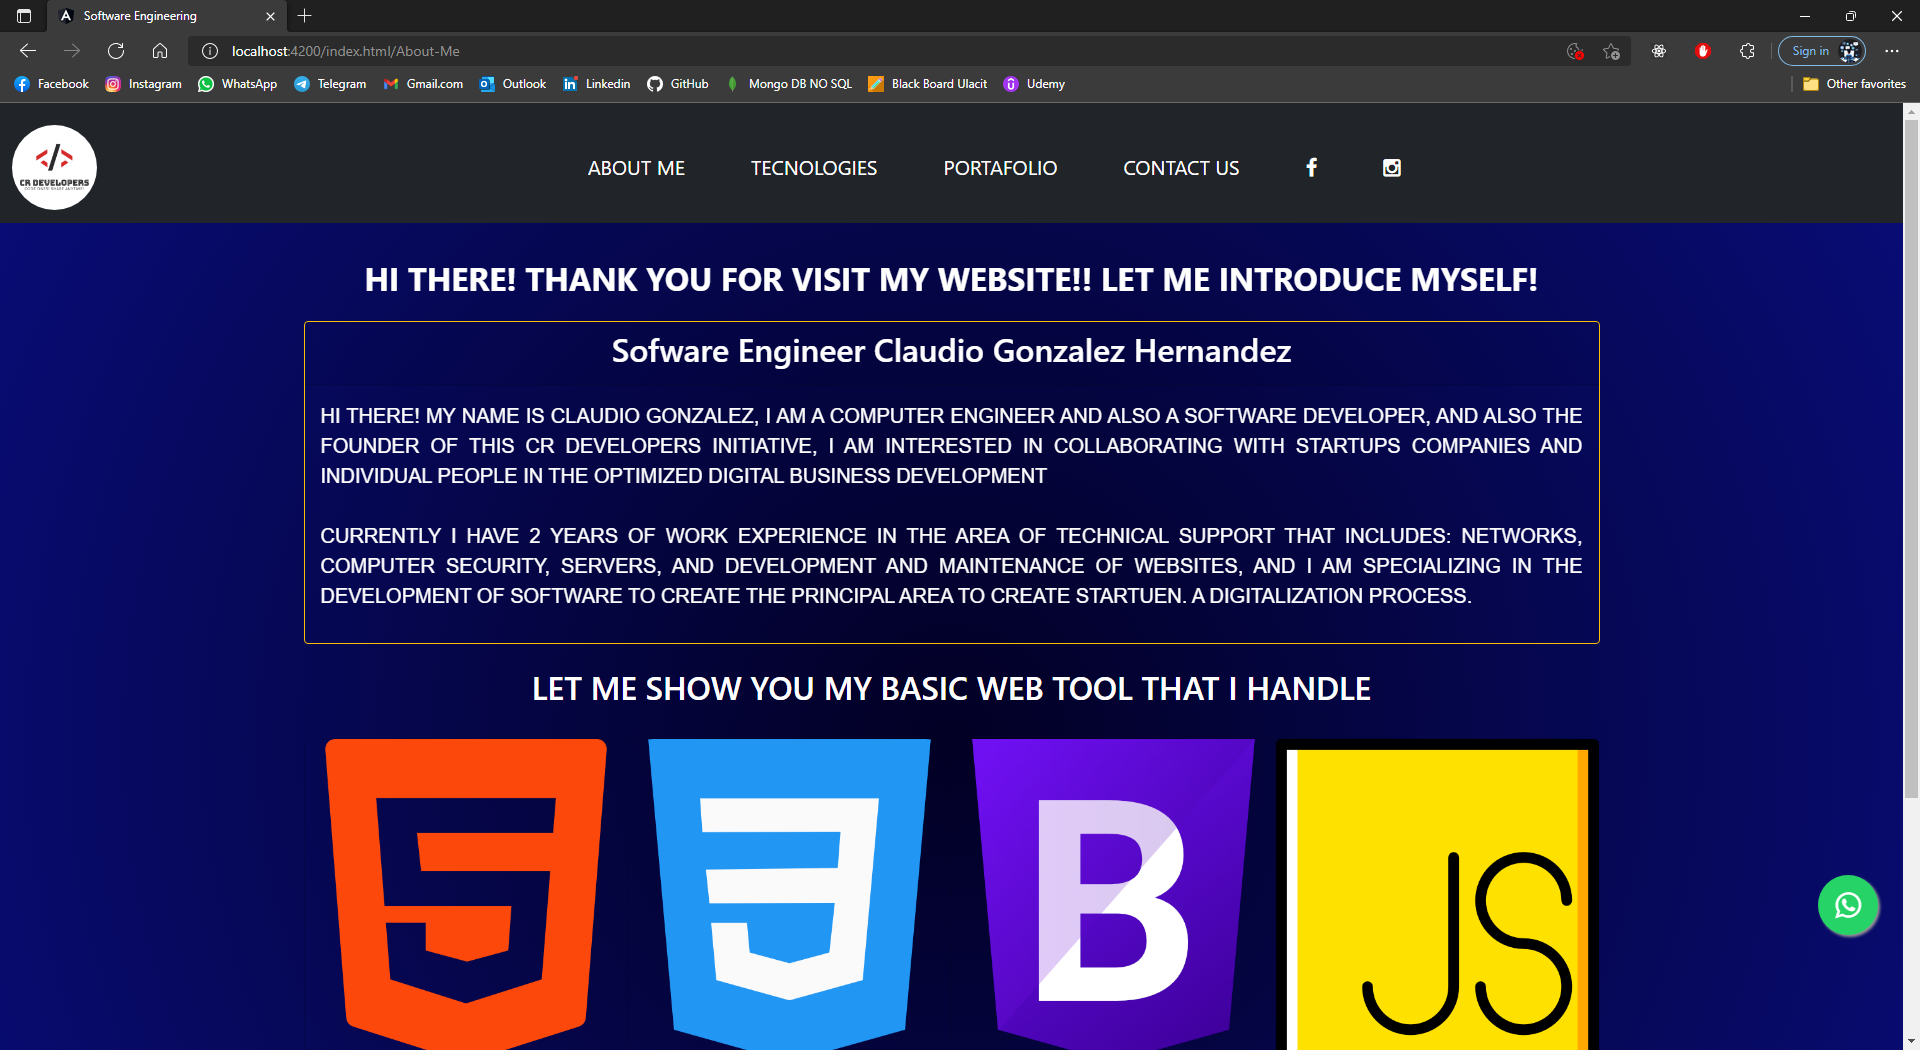 Software Engineering
localhost:4200/index.html/About-Me
Sign in
Facebook
Instagram
WhatsApp
Telegram
Gmail.com
Outlook
Linkedin
GitHub
Mongo DB NO SQL
Black Board Ulacit
Udemy
Other favorites
</>
CR DEVELOPERS
ABOUT ME
TECNOLOGIES
PORTAFOLIO
CONTACT US
HI THERE! THANK YOU FOR VISIT MY WEBSITE!! LET ME INTRODUCE MYSELF!
Sofware Engineer Claudio Gonzalez Hernandez
HI THERE! MY NAME IS CLAUDIO GONZALEZ, I AM A COMPUTER ENGINEER AND ALSO A SOFTWARE DEVELOPER, AND ALSO THE
FOUNDER OF THIS CR DEVELOPERS INITIATIVE, I AM INTERESTED IN COLLABORATING WITH STARTUPS COMPANIES AND
INDIVIDUAL PEOPLE IN THE OPTIMIZED DIGITAL BUSINESS DEVELOPMENT
CURRENTLY I HAVE 2 YEARS OF WORK EXPERIENCE IN THE AREA OF TECHNICAL SUPPORT THAT INCLUDES: NETWORKS,
COMPUTER SECURITY, SERVERS, AND DEVELOPMENT AND MAINTENANCE OF WEBSITES, AND I AM SPECIALIZING IN THE
DEVELOPMENT OF SOFTWARE TO CREATE THE PRINCIPAL AREA TO CREATE STARTUEN. A DIGITALIZATION PROCESS.
LET ME SHOW YOU MY BASIC WEB TOOL THAT I HANDLE
5
3
B
JS